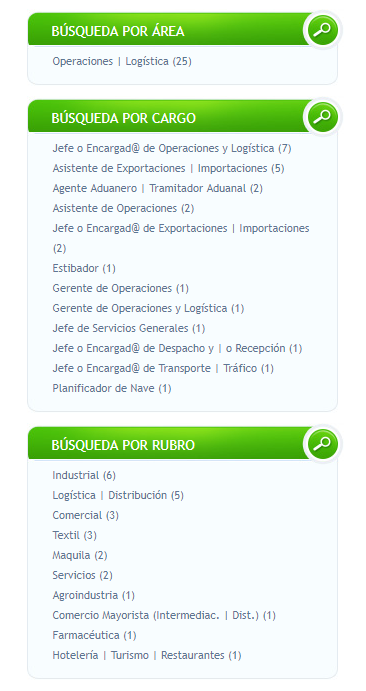 BÚSQUEDA POR ÁREA
Operaciones | Logística (25)
BÚSQUEDA POR CARGO
Jefe o Encargad@ de Operaciones y Logística (7)
Asistente de Exportaciones | Importaciones (5)
Agente Aduanero | Tramitador Aduanal (2)
Asistente de Operaciones (2)
Jefe o Encargad@ de Exportaciones | Importaciones
(2)
Estibador (1)
Gerente de Operaciones (1)
Gerente de Operaciones y Logística (1)
Jefe de Servicios Generales (1)
Jefe o Encargad@ de Despacho y | o Recepción (1)
Jefe o Encargad@ de Transporte | Tráfico (1)
Planificador de Nave (1)
BÚSQUEDA POR RUBRO
Industrial (6)
Logística | Distribución (5)
Comercial (3)
Textil (3)
Maquila (2)
Servicios (2)
Agroindustria (1)
Comercio Mayorista (Intermediac. | Dist.) (1)
Farmacéutica (1)
Hotelería | Turismo | Restaurantes (1)